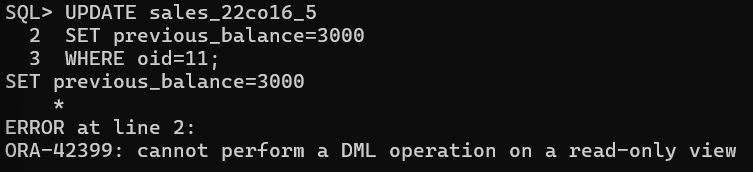 SQL> UPDATE sales_22co16_5
  2  SET previous_balance=3000
  3  WHERE oid=11;
SET previous_balance=3000
    *
ERROR at line 2:
ORA-42399: cannot perform a DML operation on a read-only view